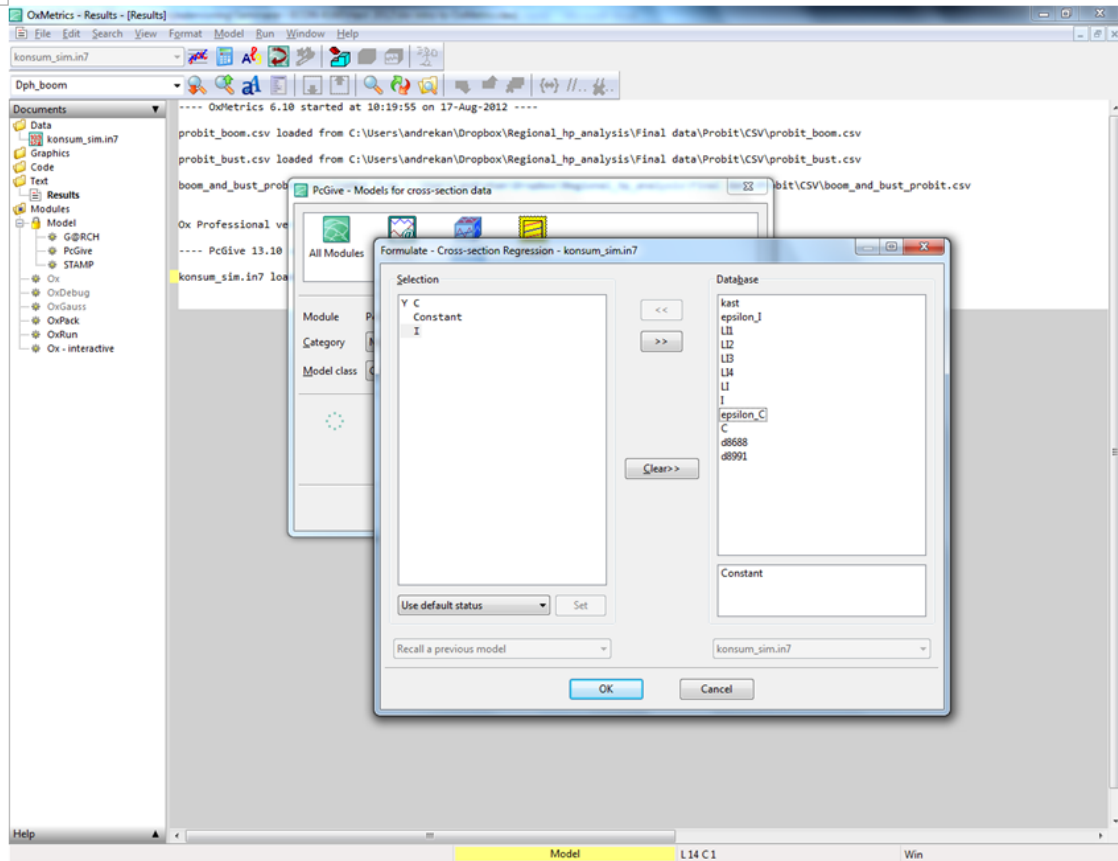 OxMetrics - Results - [Results]
File Edit Search View Format Model Run Window Help
konsum_sim.in7
Dph_boom
Documents
Data
konsum_sim.in7
Graphics
Code
Text
Results
Modules
Model
G@RCH
PcGive
STAMP
Ox
OxDebug
OxGauss
OxPack
OxRun
Ox - interactive
Help
---- OxMetrics 6.10 started at 10:19:55 on 17-Aug-2012 ----
probit_boom.csv loaded from C:\Users\andrekan\Dropbox\Regional_hp_analysis\Final data\Probit\CSV\probit_boom.csv
probit_bust.csv loaded from C:\Users\andrekan\Dropbox\Regional_hp_analysis\Final data\Probit\CSV\probit_bust.csv
boom_and_bust_prob bit\CSV\boom_and_bust_probit.csv
Ox Professional ve
---- PcGive 13.10
konsum_sim.in7 loa
PcGive - Models for cross-section data
All Modules
Module
Category
Model class
Formulate - Cross-section Regression - konsum_sim.in7
Selection
Y C
Constant
I
Use default status
Set
Recall a previous model
<<
>>
Clear>>
Database
kast
epsilon_I
LI1
LI2
LI3
LI4
LI
I
epsilon_C
C
d8688
d8991
Constant
konsum_sim.in7
OK
Cancel
Model
L 14 C 1
Win